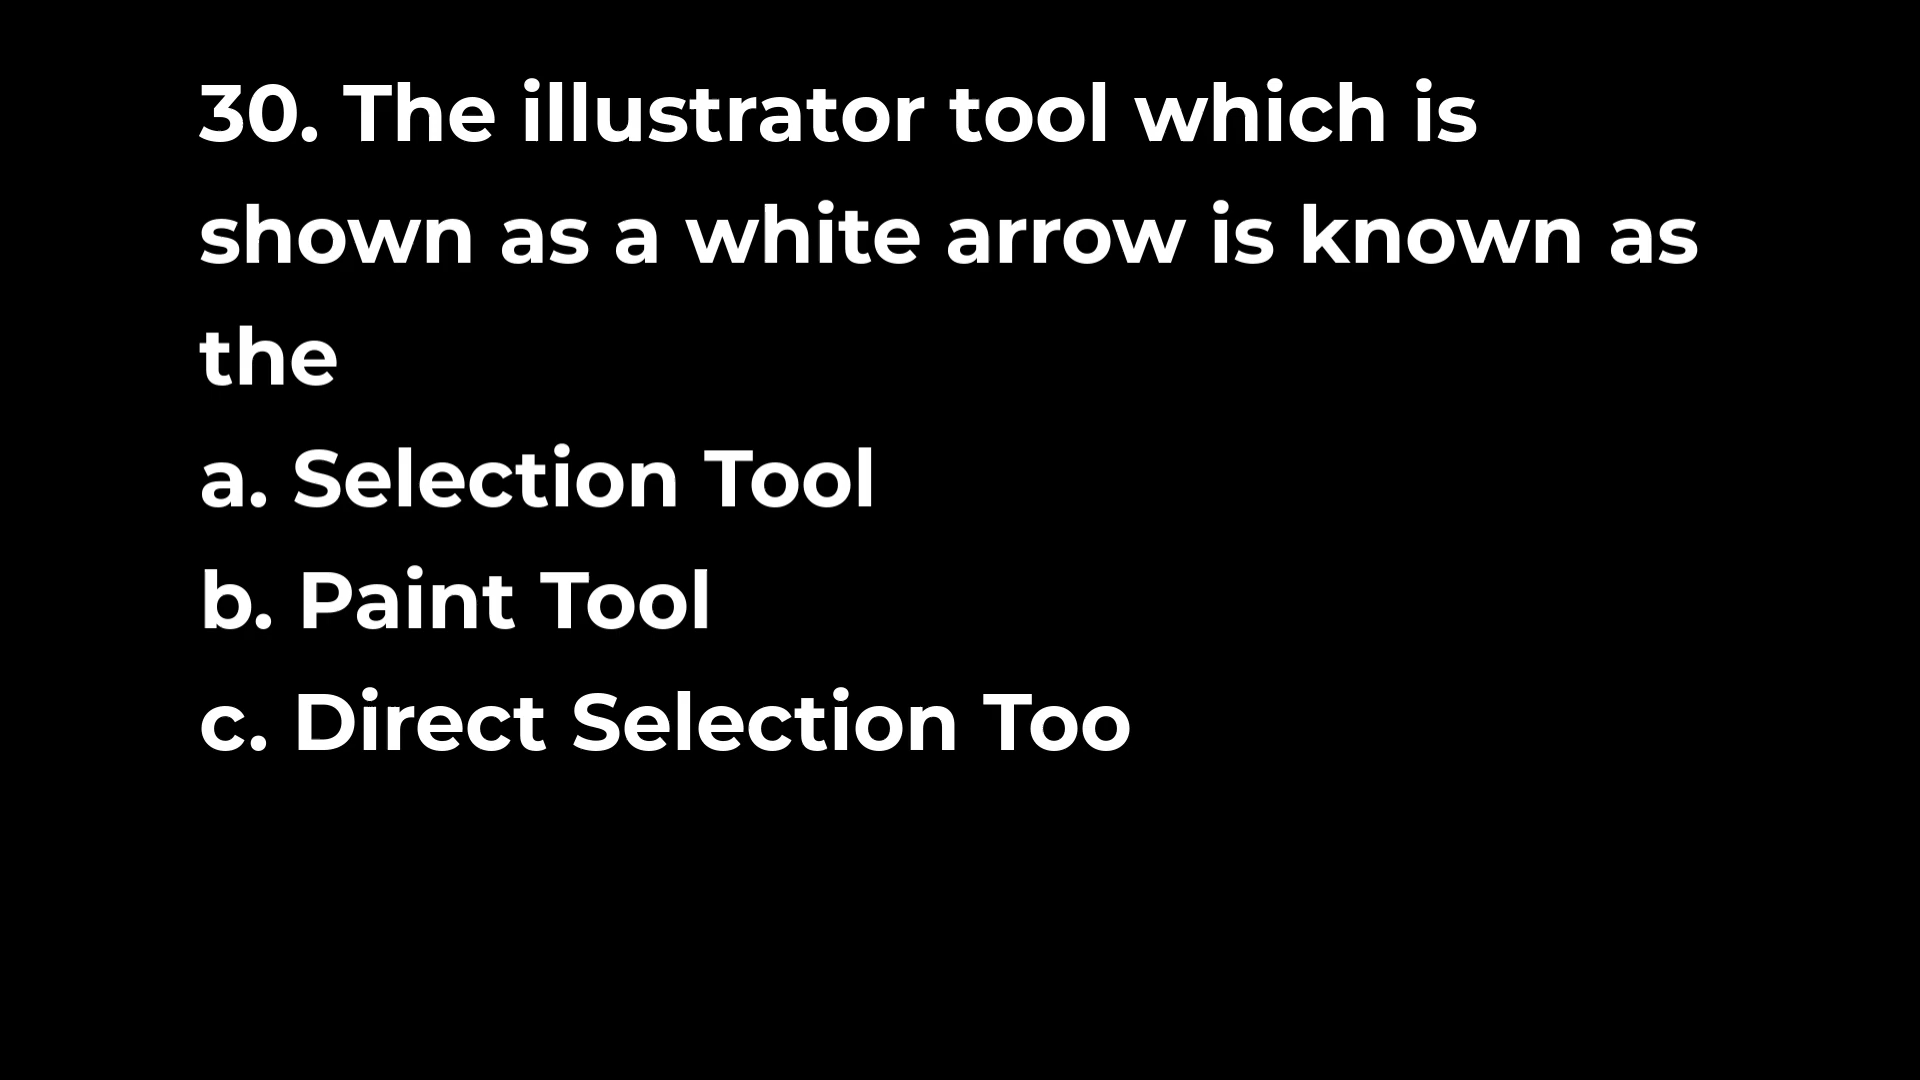 30. The illustrator tool which is
shown as a white arrow is known as
the
a. Selection Tool
b. Paint Tool
c. Direct Selection Too